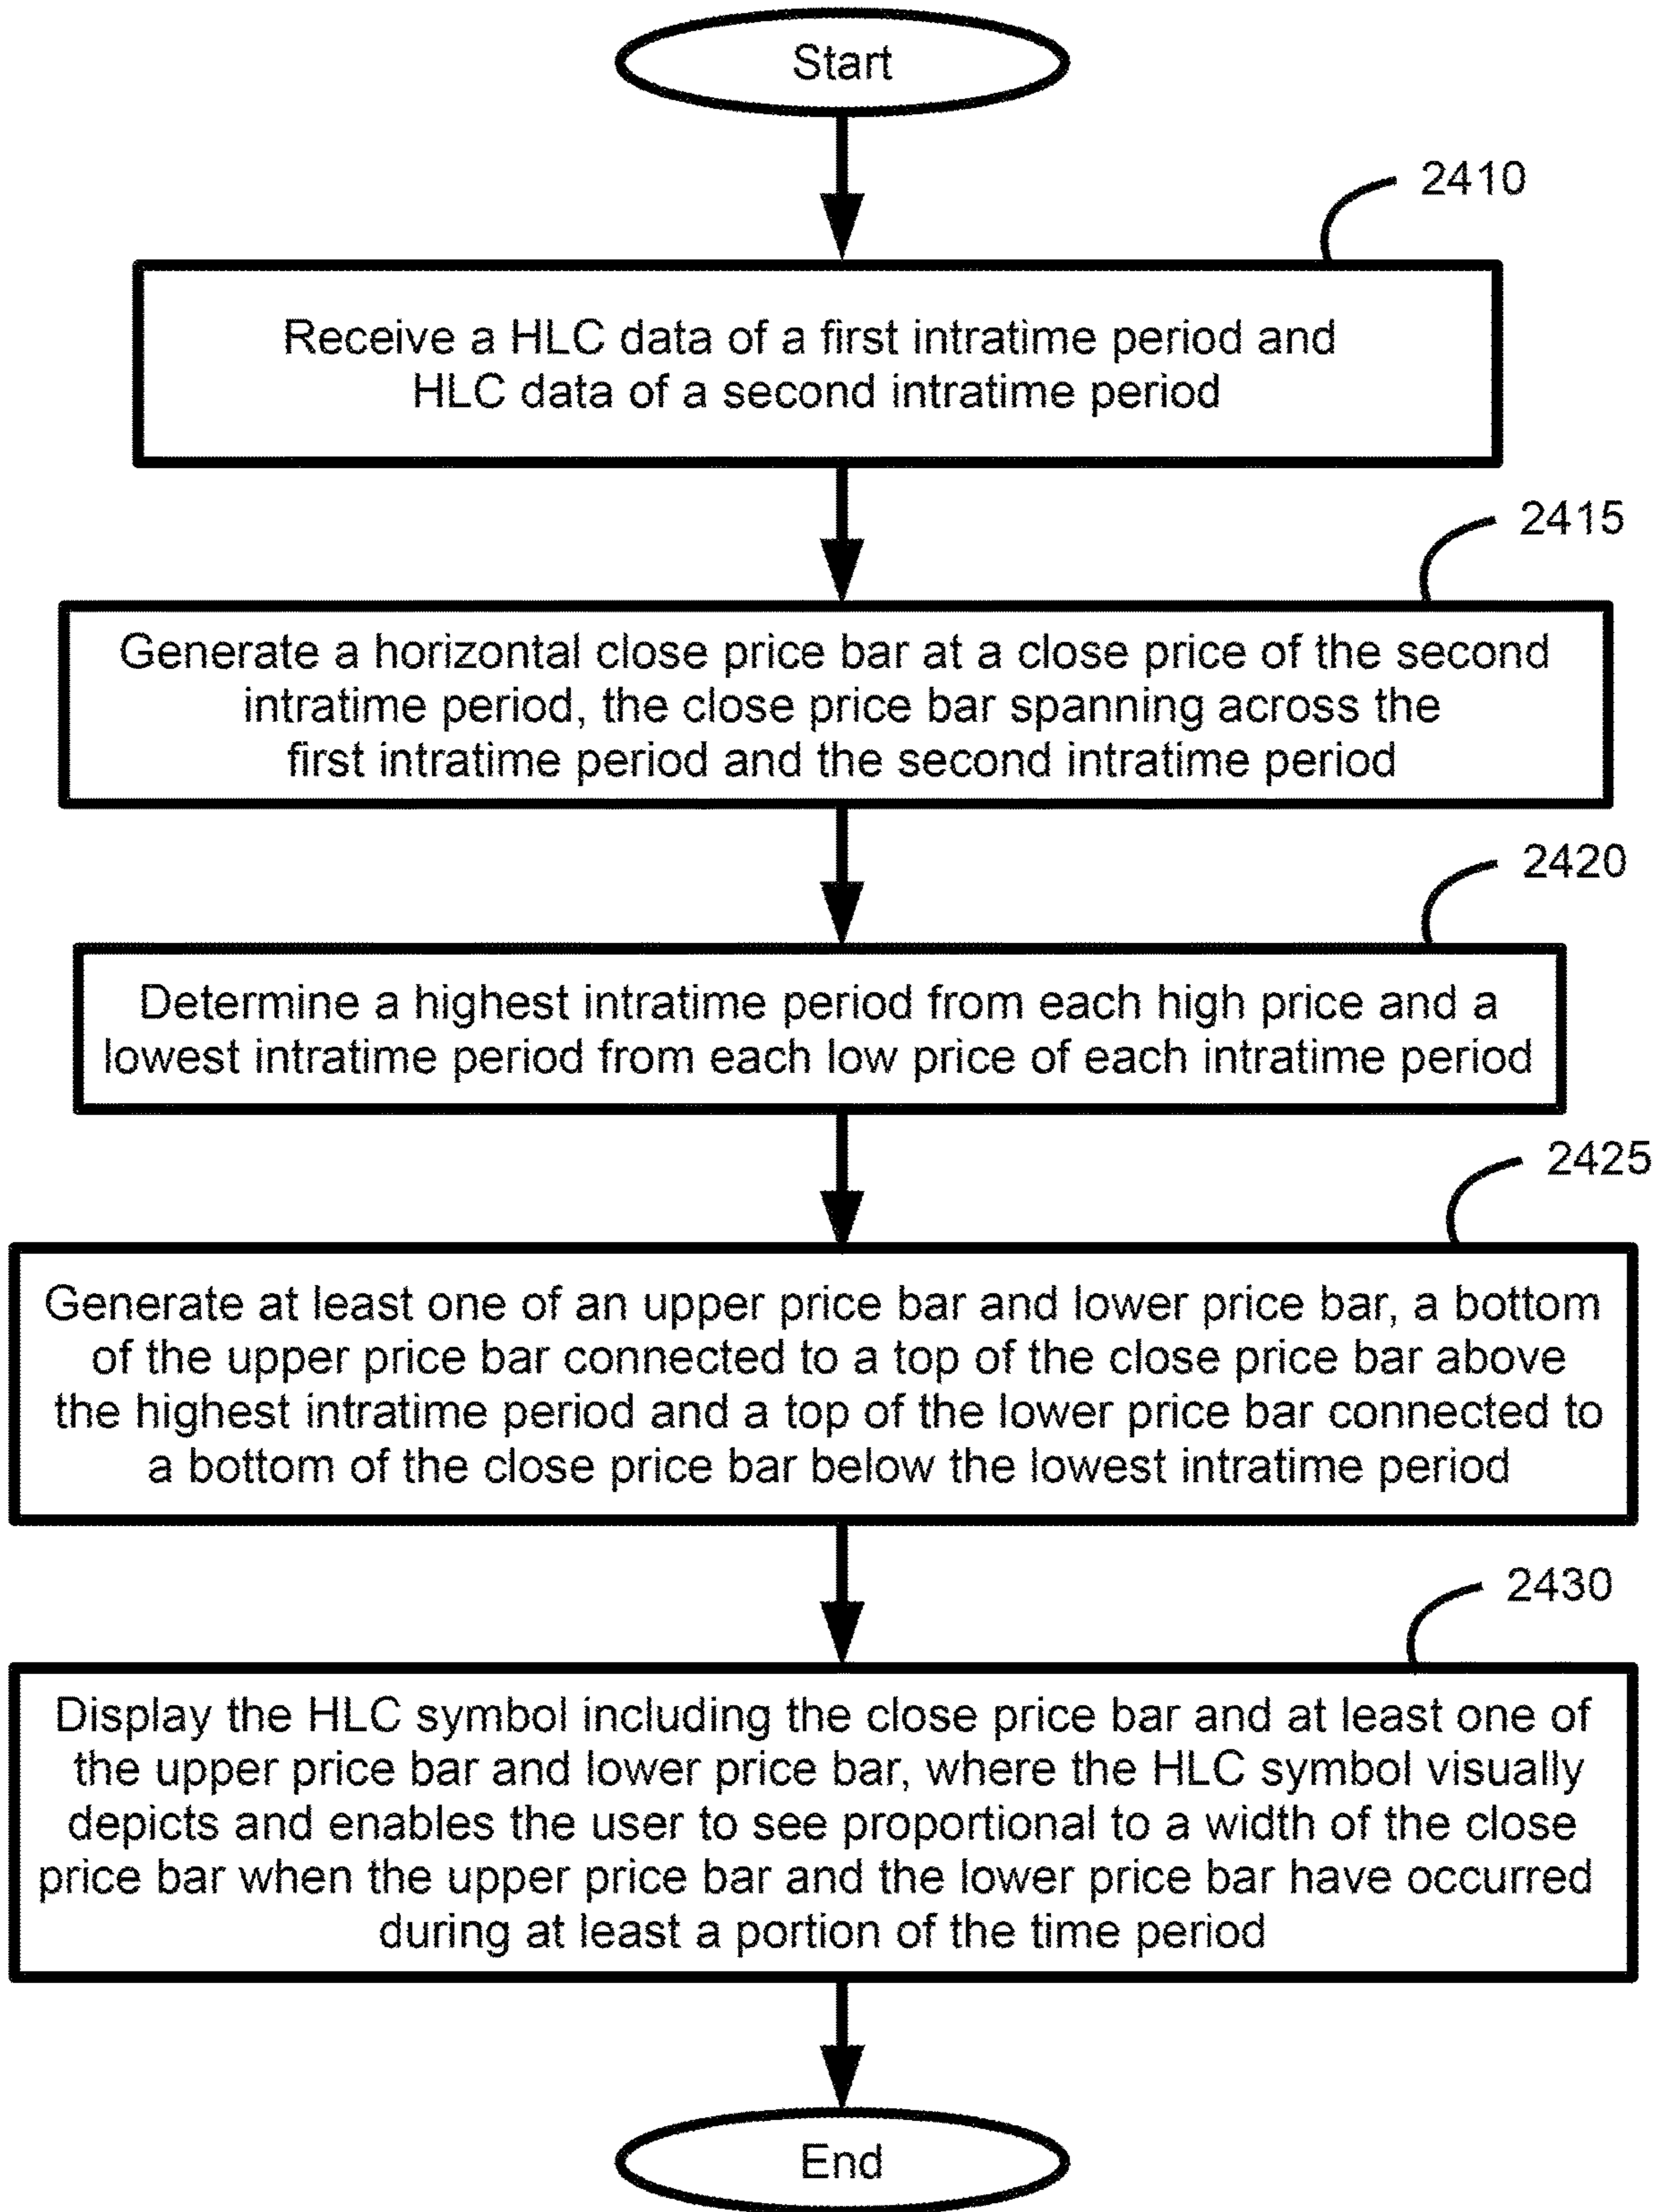 Start
2410
Receive a HLC data of a first intratime period and
HLC data of a second intratime period
2415
Generate a horizontal close price bar at a close price of the second
intratime period, the close price bar spanning across the
first intratime period and the second intratime period
2420
Determine a highest intratime period from each high price and a
lowest intratime period from each low price of each intratime period
2425
Generate at least one of an upper price bar and lower price bar, a bottom
of the upper price bar connected to a top of the close price bar above
the highest intratime period and a top of the lower price bar connected to
a bottom of the close price bar below the lowest intratime period
2430
Display the HLC symbol including the close price bar and at least one of
the upper price bar and lower price bar, where the HLC symbol visually
depicts and enables the user to see proportional to a width of the close
price bar when the upper price bar and the lower price bar have occurred
during at least a portion of the time period
End